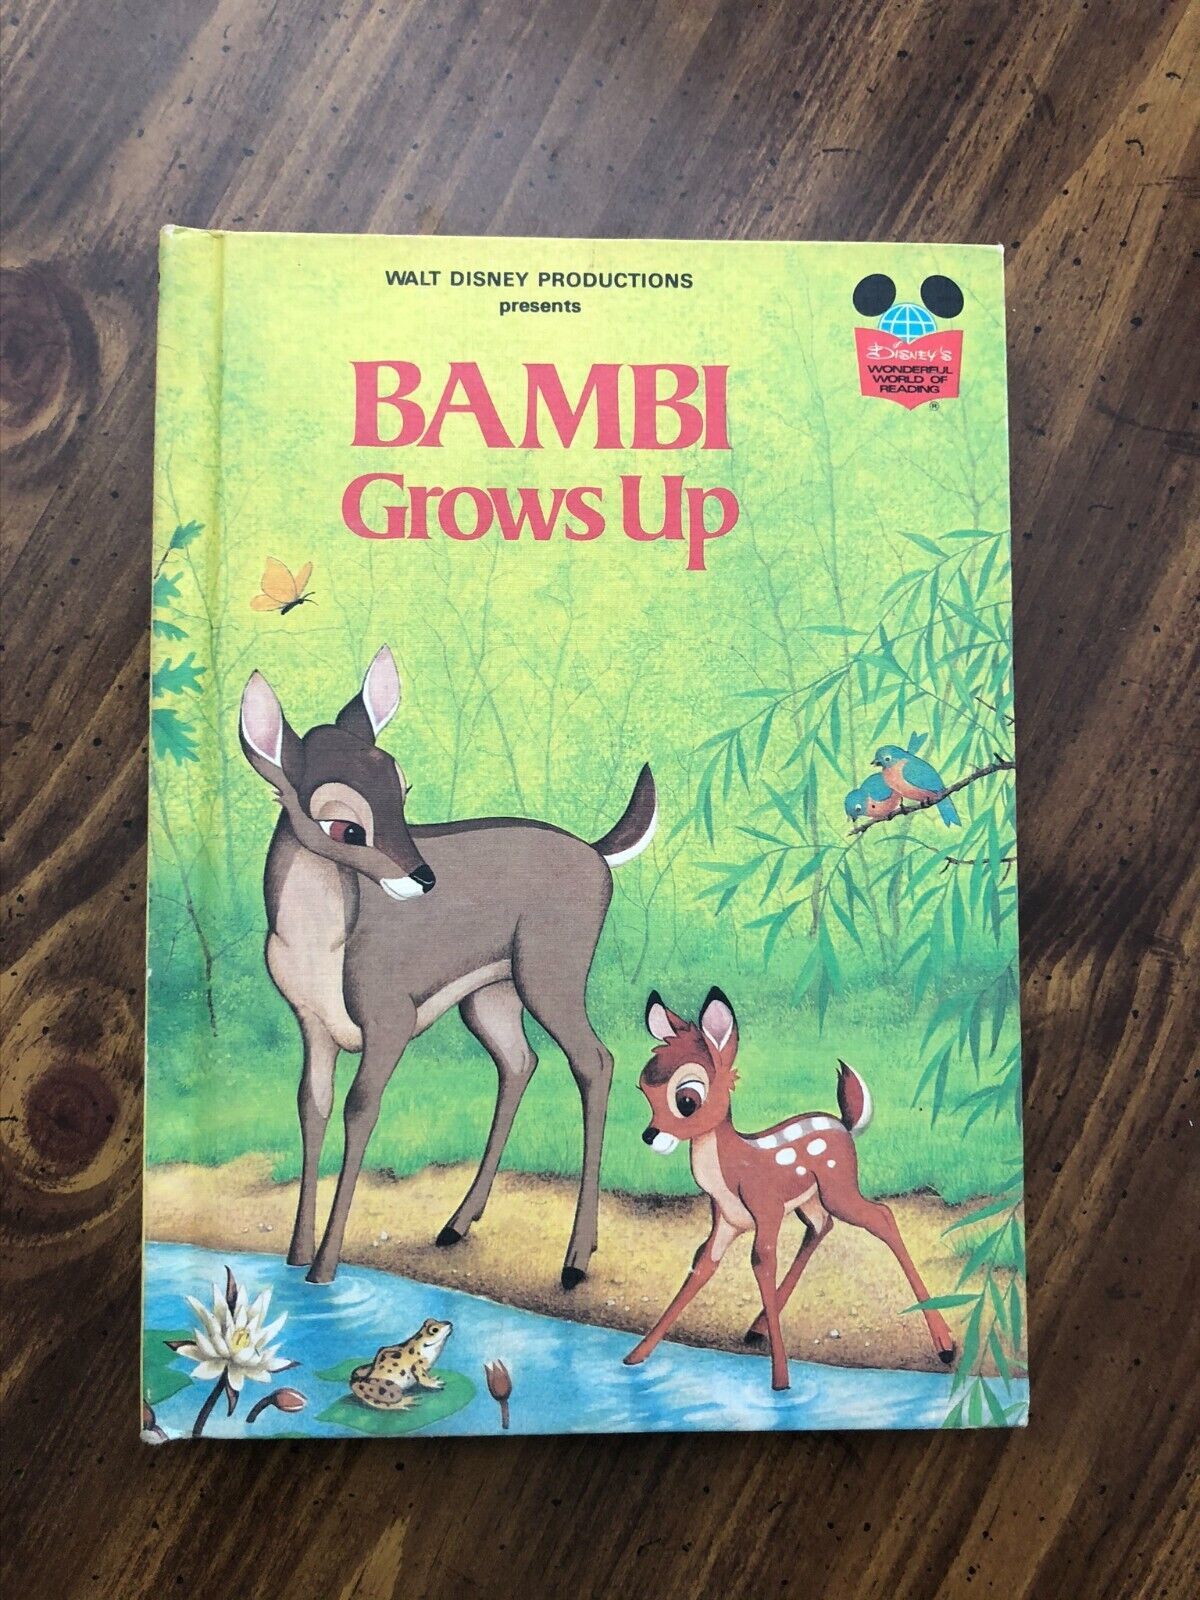 WALT DISNEY PRODUCTIONS
presents
BAMBI
Grows Up
Disney's
WONDERFUL
WORLD OF
READING
®